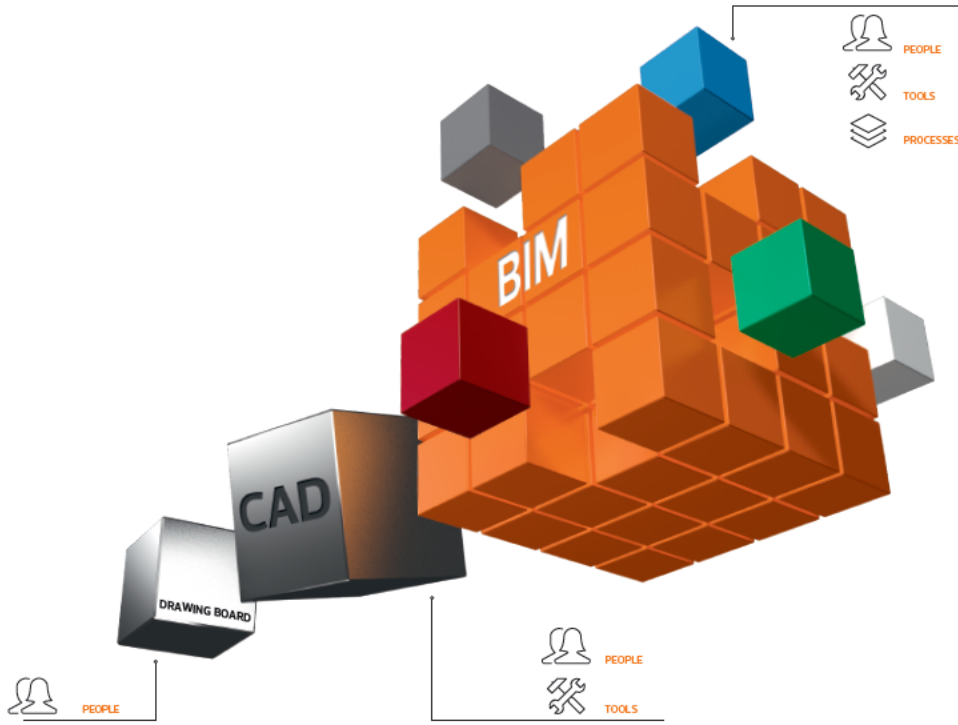 PEOPLE
TOOLS
PROCESSES
BIM
CAD
DRAWING BOARD
PEOPLE
TOOLS
PEOPLE